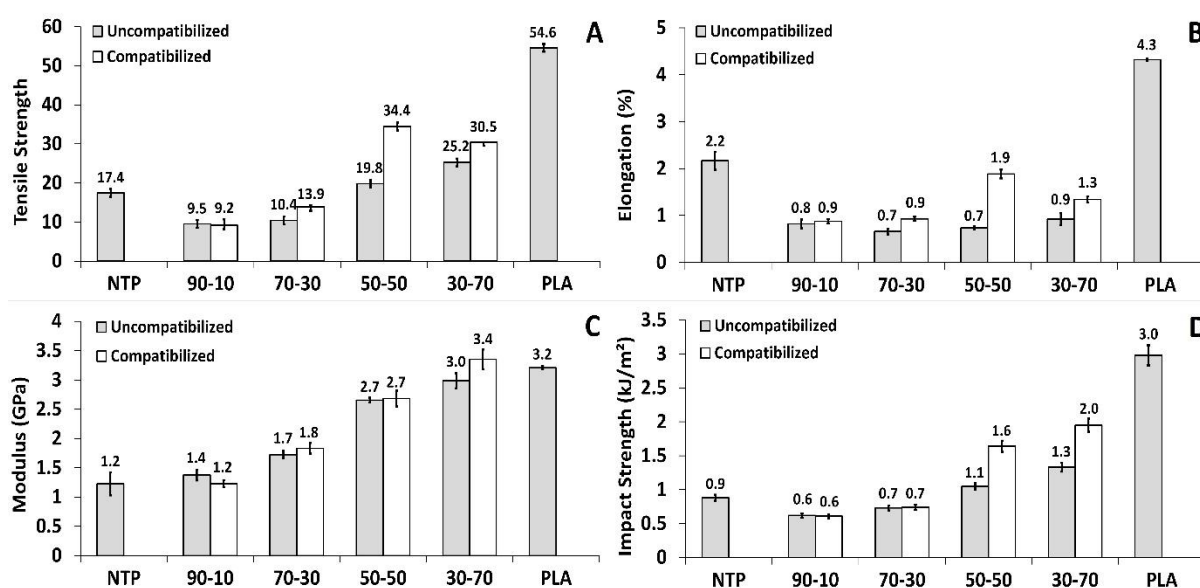 A
Tensile Strength
60
50
40
30
20
10
0
Uncompatibilized
Compatibilized
17.4
9.5 9.2
10.4 13.9
19.8 34.4
25.2 30.5
54.6
NTP 90-10 70-30 50-50 30-70 PLA
B
Elongation (%)
5
4
3
2
1
0
Uncompatibilized
Compatibilized
2.2
0.8 0.9
0.7 0.9
0.7 1.9
0.9 1.3
4.3
NTP 90-10 70-30 50-50 30-70 PLA
C
Modulus (GPa)
4
3.5
3
2.5
2
1.5
1
0.5
0
Uncompatibilized
Compatibilized
1.2
1.4 1.2
1.7 1.8
2.7 2.7
3.0 3.4
3.2
NTP 90-10 70-30 50-50 30-70 PLA
D
Impact Strength (kJ/m²)
3.5
3
2.5
2
1.5
1
0.5
0
Uncompatibilized
Compatibilized
0.9
0.6 0.6
0.7 0.7
1.1 1.6
1.3 2.0
3.0
NTP 90-10 70-30 50-50 30-70 PLA